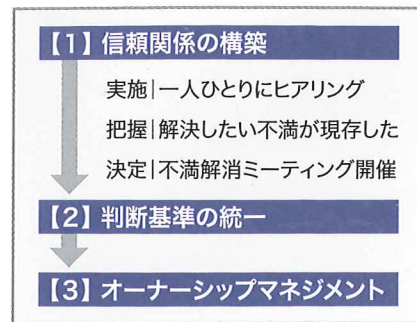 【1】信頼関係の構築
実施|一人ひとりにヒアリング
把握|解決したい不満が現存した
決定|不満解消ミーティング開催
【2】判断基準の統一
【3】オーナーシップマネジメント